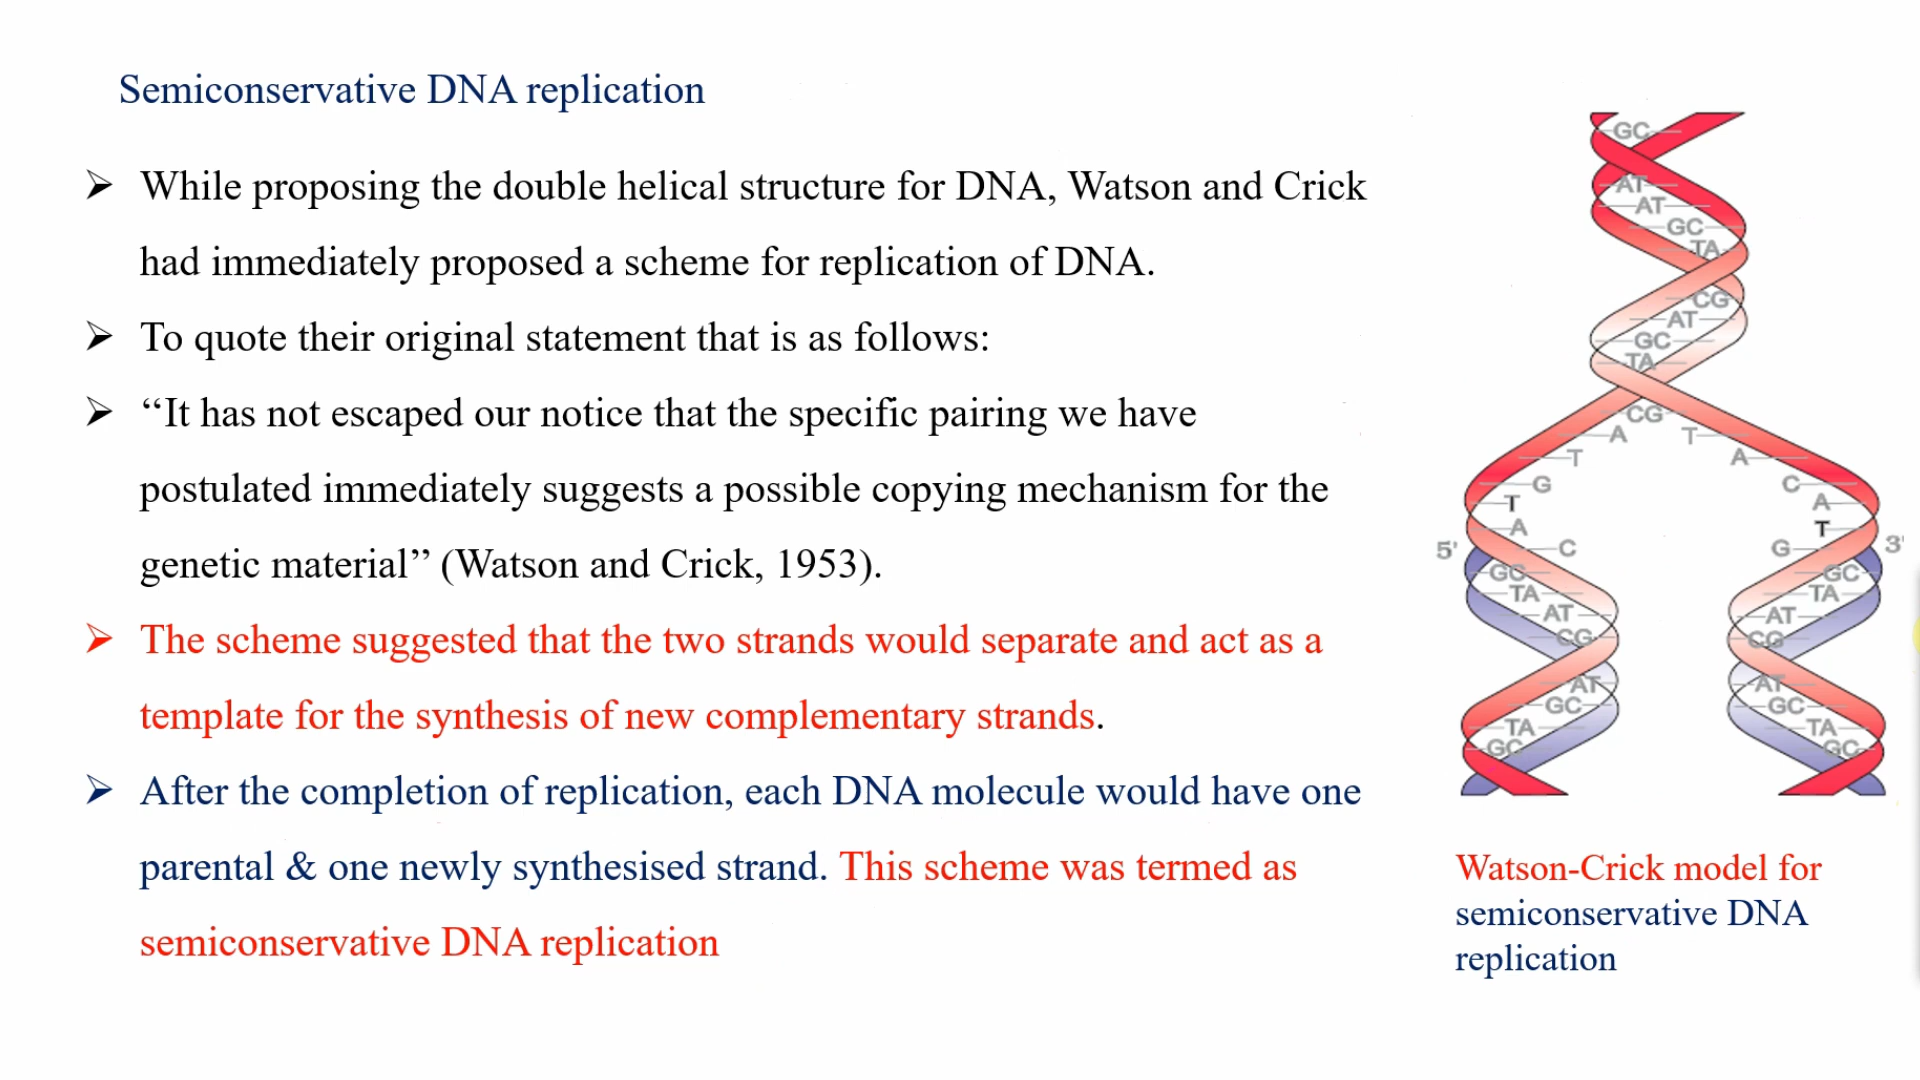 Semiconservative DNA replication
➢ While proposing the double helical structure for DNA, Watson and Crick
had immediately proposed a scheme for replication of DNA.
➢ To quote their original statement that is as follows:
➢ “It has not escaped our notice that the specific pairing we have
postulated immediately suggests a possible copying mechanism for the
genetic material” (Watson and Crick, 1953).
➢ The scheme suggested that the two strands would separate and act as a
template for the synthesis of new complementary strands.
➢ After the completion of replication, each DNA molecule would have one
parental & one newly synthesised strand. This scheme was termed as
semiconservative DNA replication
GC
AT
AT
GC
TA
CG
AT
GC
TA
CG
A T
T A
G C
T A
A T
5' C G 3'
GC GC
TA TA
AT AT
CG CG
AT AT
GC GC
TA TA
GC GC
Watson-Crick model for
semiconservative DNA
replication